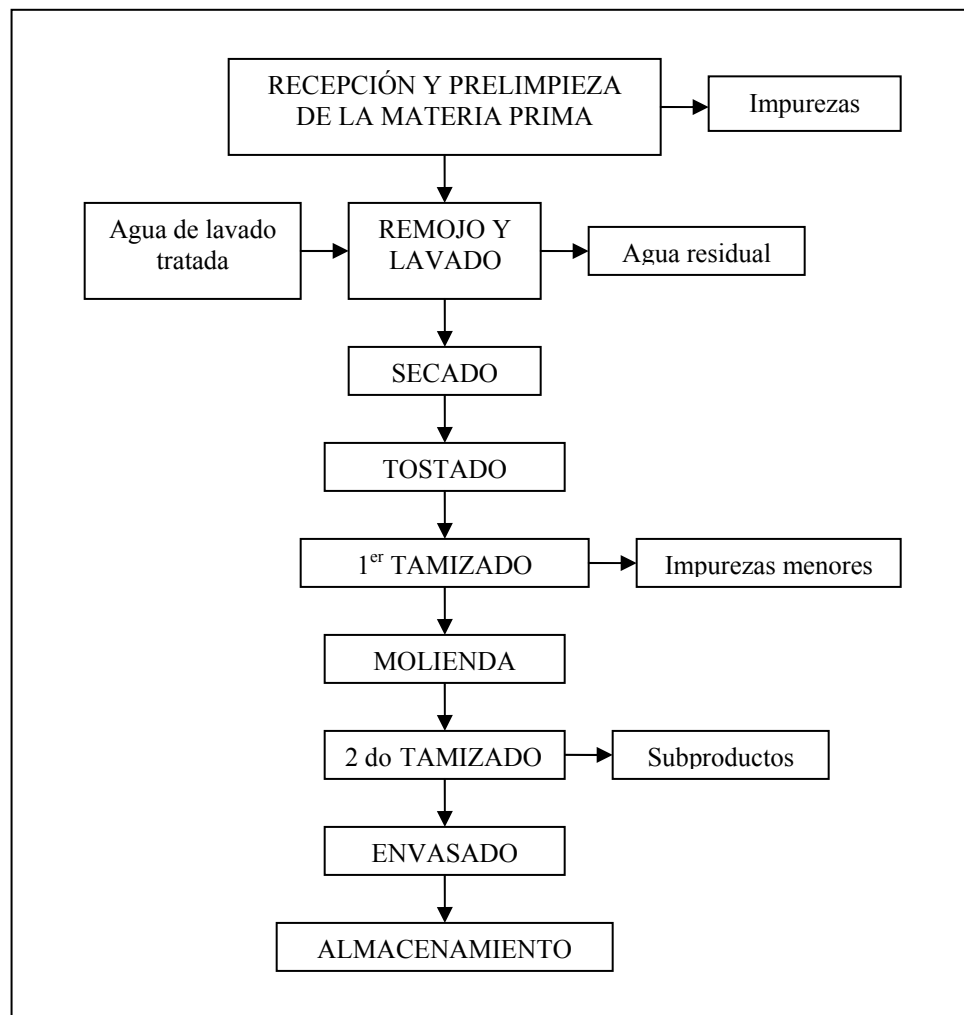 RECEPCIÓN Y PRELIMPIEZA
DE LA MATERIA PRIMA
Impurezas
Agua de lavado
tratada
REMOJO Y
LAVADO
Agua residual
SECADO
TOSTADO
1er TAMIZADO
Impurezas menores
MOLIENDA
2 do TAMIZADO
Subproductos
ENVASADO
ALMACENAMIENTO